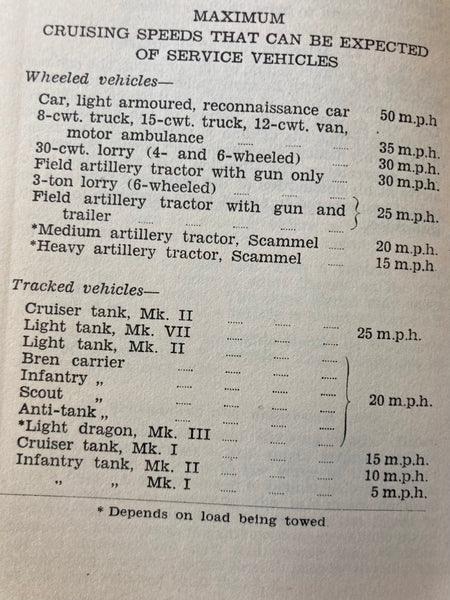 MAXIMUM
CRUISING SPEEDS THAT CAN BE EXPECTED
OF SERVICE VEHICLES
Wheeled vehicles—
Car, light armoured, reconnaissance car 50 m.p.h
8-cwt. truck, 15-cwt. truck, 12-cwt. van,
motor ambulance ...... ...... ...... 35 m.p.h.
30-cwt. lorry (4- and 6-wheeled) ...... 30 m.p.h.
Field artillery tractor with gun only ...... 30 m.p.h.
3-ton lorry (6-wheeled) ...... ......
Field artillery tractor with gun and
trailer ...... ...... ...... ...... 25 m.p.h.
*Medium artillery tractor, Scammel ...... 20 m.p.h.
*Heavy artillery tractor, Scammel ...... 15 m.p.h
Tracked vehicles—
Cruiser tank, Mk. II ...... ...... ......
Light tank, Mk. VII ...... ...... ...... 25 m.p.h.
Light tank, Mk. II ...... ...... ......
Bren carrier ...... ...... ......
Infantry „ ...... ...... ......
Scout „ ...... ...... ...... 20 m.p.h.
Anti-tank „ ...... ...... ......
*Light dragon, Mk. III ...... ...... ......
Cruiser tank, Mk. I ...... ...... ...... 15 m.p.h.
Infantry tank, Mk. II ...... ...... ...... 10 m.p.h.
„ „ Mk. I ...... ...... ...... 5 m.p.h.
* Depends on load being towed